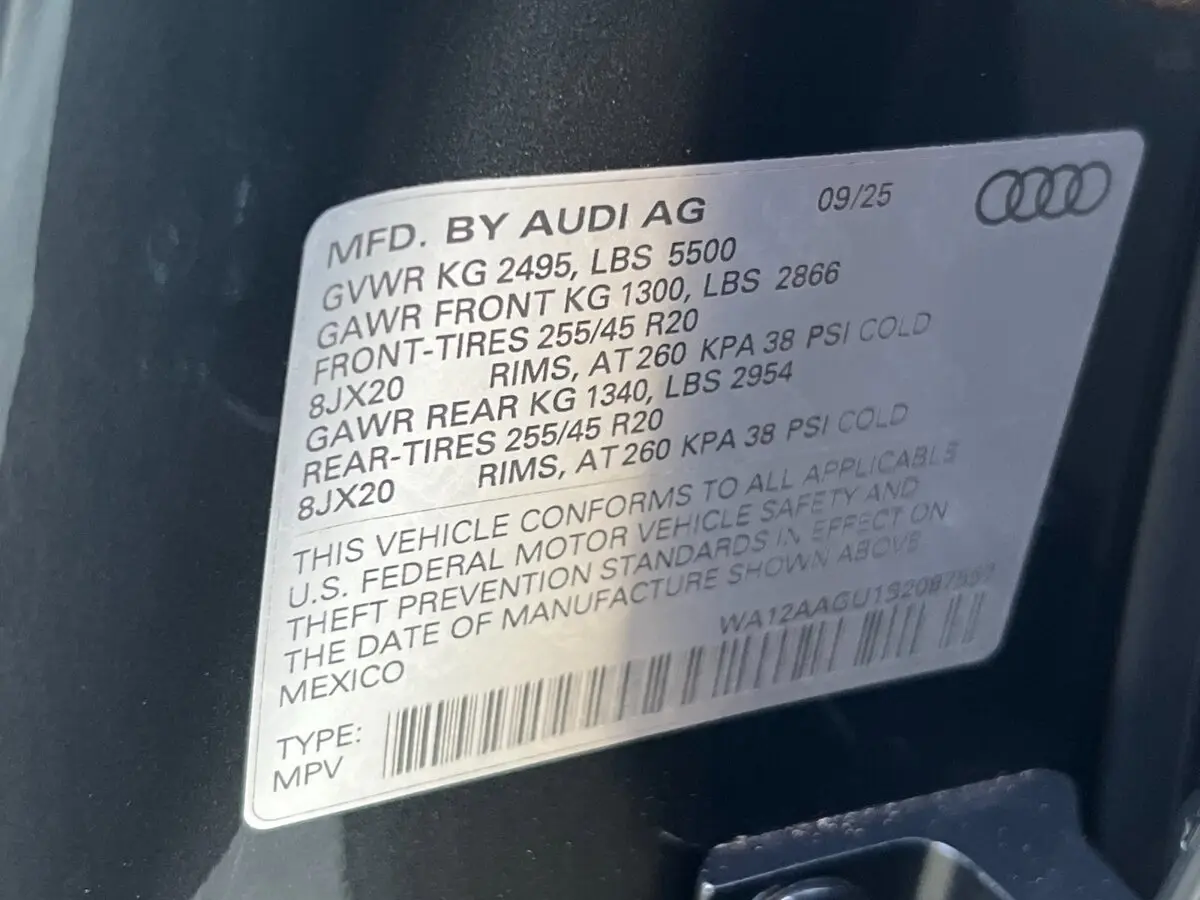 MFD. BY AUDI AG 09/25
GVWR KG 2495, LBS 5500
GAWR FRONT KG 1300, LBS 2866
FRONT-TIRES 255/45 R20
8JX20 RIMS, AT 260 KPA 38 PSI COLD
GAWR REAR KG 1340, LBS 2954
REAR-TIRES 255/45 R20
8JX20 RIMS, AT 260 KPA 38 PSI COLD
THIS VEHICLE CONFORMS TO ALL APPLICABLE
U.S. FEDERAL MOTOR VEHICLE SAFETY AND
THEFT PREVENTION STANDARDS IN EFFECT ON
THE DATE OF MANUFACTURE SHOWN ABOVE.
MEXICO
TYPE:
MPV